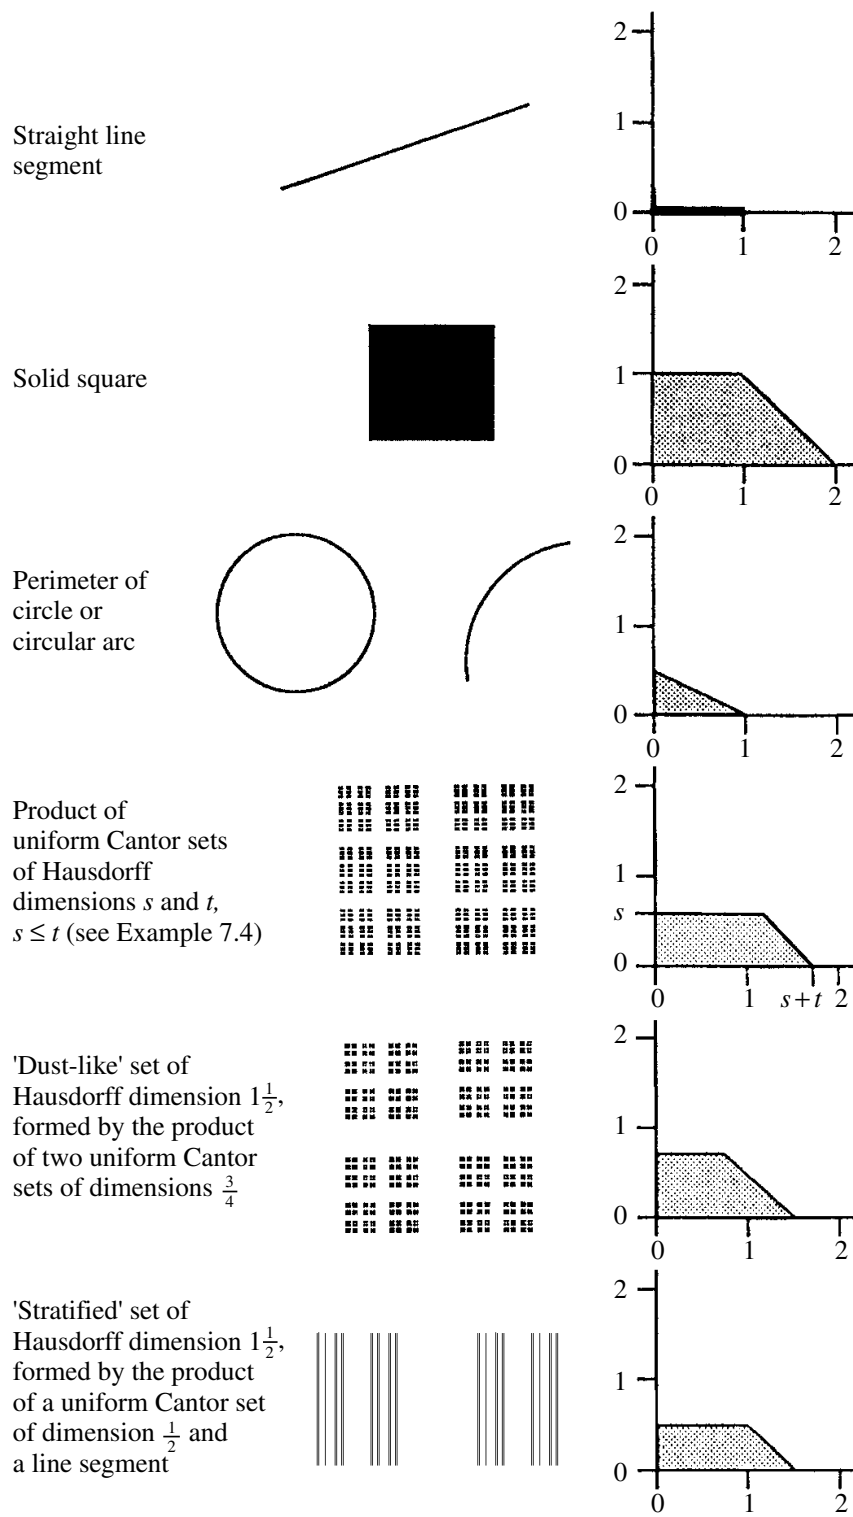 Straight line
segment
2
1
0
0 1 2
Solid square
2
1
0
0 1 2
Perimeter of
circle or
circular arc
2
1
0
0 1 2
Product of
uniform Cantor sets
of Hausdorff
dimensions s and t,
s ≤ t (see Example 7.4)
2
1
s
0
0 1 s+t 2
'Dust-like' set of
Hausdorff dimension 1 1/2,
formed by the product
of two uniform Cantor
sets of dimensions 3/4
2
1
0
0 1 2
'Stratified' set of
Hausdorff dimension 1 1/2,
formed by the product
of a uniform Cantor set
of dimension 1/2 and
a line segment
2
1
0
0 1 2